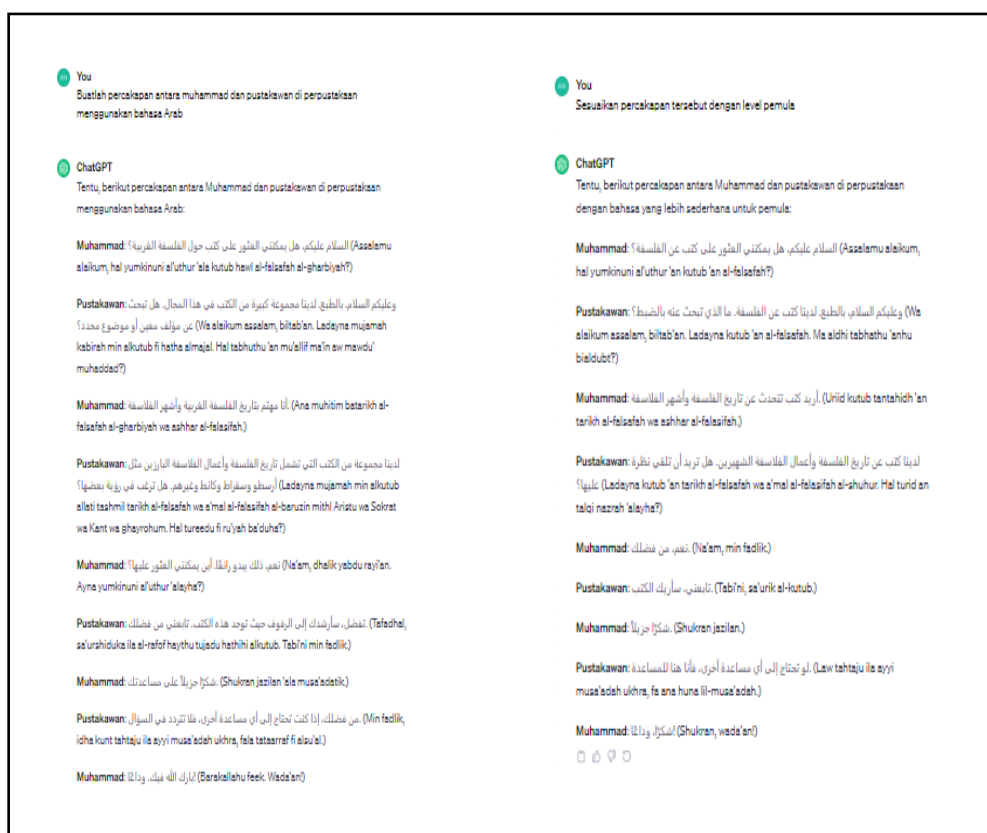 You
Buatlah percakapan antara muhammad dan pustakawan di perpustakaan
menggunakan bahasa Arab
ChatGPT
Tentu, berikut percakapan antara Muhammad dan pustakawan di perpustakaan
menggunakan bahasa Arab:
Muhammad: السلام عليكم، هل يمكنني العثور على كتب حول الفلسفة الغربية؟ (Assalamu
alaikum, hal yumkinuni al'uthur 'ala kutub hawl al-falsafah al-gharbiyah?)
Pustakawan: وعليكم السلام، بالطبع. لدينا مجموعة كبيرة من الكتب في هذا المجال. هل تبحث
عن مؤلف معين أو موضوع محدد؟ (Wa alaikum assalam, biltab'an. Ladayna mujamah
kabirah min alkutub fi hatha almajal. Hal tabhuthu 'an mu'allif ma'in aw mawdu'
muhaddad?)
Muhammad: أنا مهتم بتاريخ الفلسفة الغربية وأشهر الفلاسفة. (Ana muhitim batarikh al-
falsafah al-gharbiyah wa ashhar al-falasifah.)
Pustakawan: لدينا مجموعة من الكتب التي تشمل تاريخ الفلسفة وأعمال الفلاسفة البارزين مثل
أرسطو وسقراط وكانط وغيرهم. هل ترغب في رؤية بعضها؟ (Ladayna mujamah min alkutub
allati tashmil tarikh al-falsafah wa a'mal al-falasifah al-baruzin mithl Aristu wa Sokrat
wa Kant wa ghayrohum. Hal tureedu fi ru'yah ba'duha?)
Muhammad: نعم، ذلك يبدو رائعًا. أين يمكنني العثور عليها؟ (Na'am, dhalik yabdu rayi'an.
Ayna yumkinuni al'uthur 'alayha?)
Pustakawan: تفضل، سأرشدك إلى الرفوف حيث توجد هذه الكتب. تابعني من فضلك. (Tafadhal,
sa'urshiduka ila al-rafof haythu tujadu hathihi alkutub. Tabi'ni min fadlik.)
Muhammad: شكرًا جزيلاً على مساعدتك. (Shukran jazilan 'ala musa'adatik.)
Pustakawan: من فضلك، إذا كنت تحتاج إلى أي مساعدة أخرى، فلا تتردد في السؤال. (Min fadlik,
idha kunt tahtaju ila ayyi musa'adah ukhra, fala tataarraf fi alsu'al.)
Muhammad: بارك الله فيك. وداعًا! (Barakallahu feek. Wada'an!)
You
Sesuaikan percakapan tersebut dengan level pemula
ChatGPT
Tentu, berikut percakapan antara Muhammad dan pustakawan di perpustakaan
dengan bahasa yang lebih sederhana untuk pemula:
Muhammad: السلام عليكم، هل يمكنني العثور على كتب عن الفلسفة؟ (Assalamu alaikum,
hal yumkinuni al'uthur 'an kutub 'an al-falsafah?)
Pustakawan: وعليكم السلام، بالطبع. لدينا كتب عن الفلسفة. ما الذي تبحث عنه بالضبط؟ (Wa
alaikum assalam, biltab'an. Ladayna kutub 'an al-falsafah. Ma aldhi tabhathu 'anhu
bialdubt?)
Muhammad: أريد كتب تتحدث عن تاريخ الفلسفة وأشهر الفلاسفة. (Uriid kutub tantahidh 'an
tarikh al-falsafah wa ashhar al-falasifah.)
Pustakawan: لدينا كتب عن تاريخ الفلسفة وأعمال الفلاسفة الشهيرين. هل تريد أن تلقي نظرة
عليها؟ (Ladayna kutub 'an tarikh al-falsafah wa a'mal al-falasifah al-shuhur. Hal turid an
talqi nazrah 'alayha?)
Muhammad: نعم، من فضلك. (Na'am, min fadlik.)
Pustakawan: تابعني، سأريك الكتب. (Tabi'ni, sa'urik al-kutub.)
Muhammad: شكرًا جزيلاً. (Shukran jazilan.)
Pustakawan: لو تحتاج إلى أي مساعدة أخرى، فأنا هنا للمساعدة. (Law tahtaju ila ayyi
musa'adah ukhra, fa ana huna lil-musa'adah.)
Muhammad: شكرًا، وداعًا! (Shukran, wada'an!)